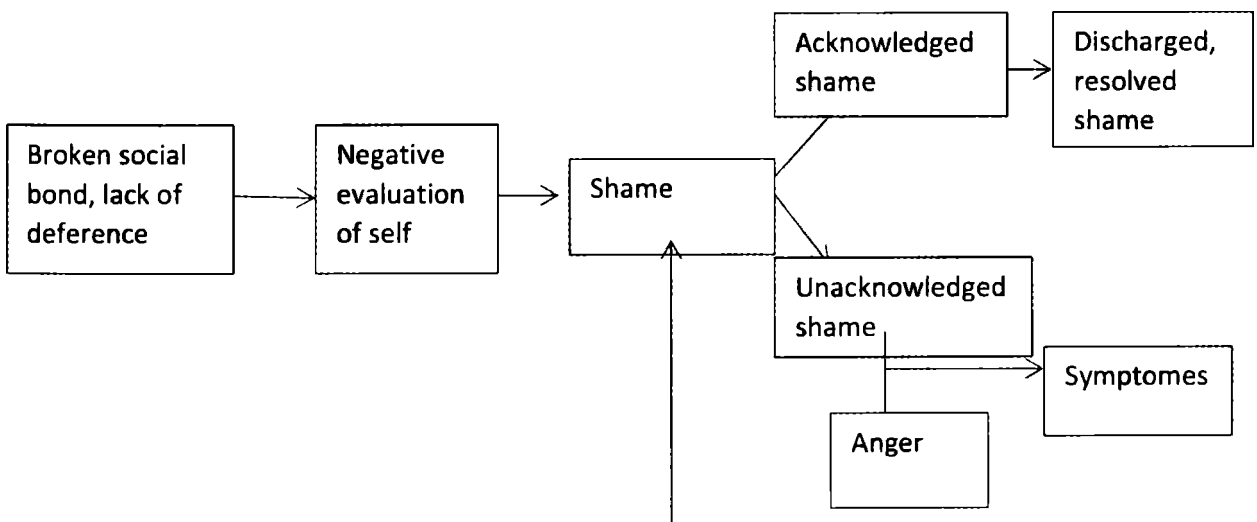 Broken social
bond, lack of
deference
Negative
evaluation
of self
Shame
Acknowledged
shame
Discharged,
resolved
shame
Unacknowledged
shame
Symptomes
Anger